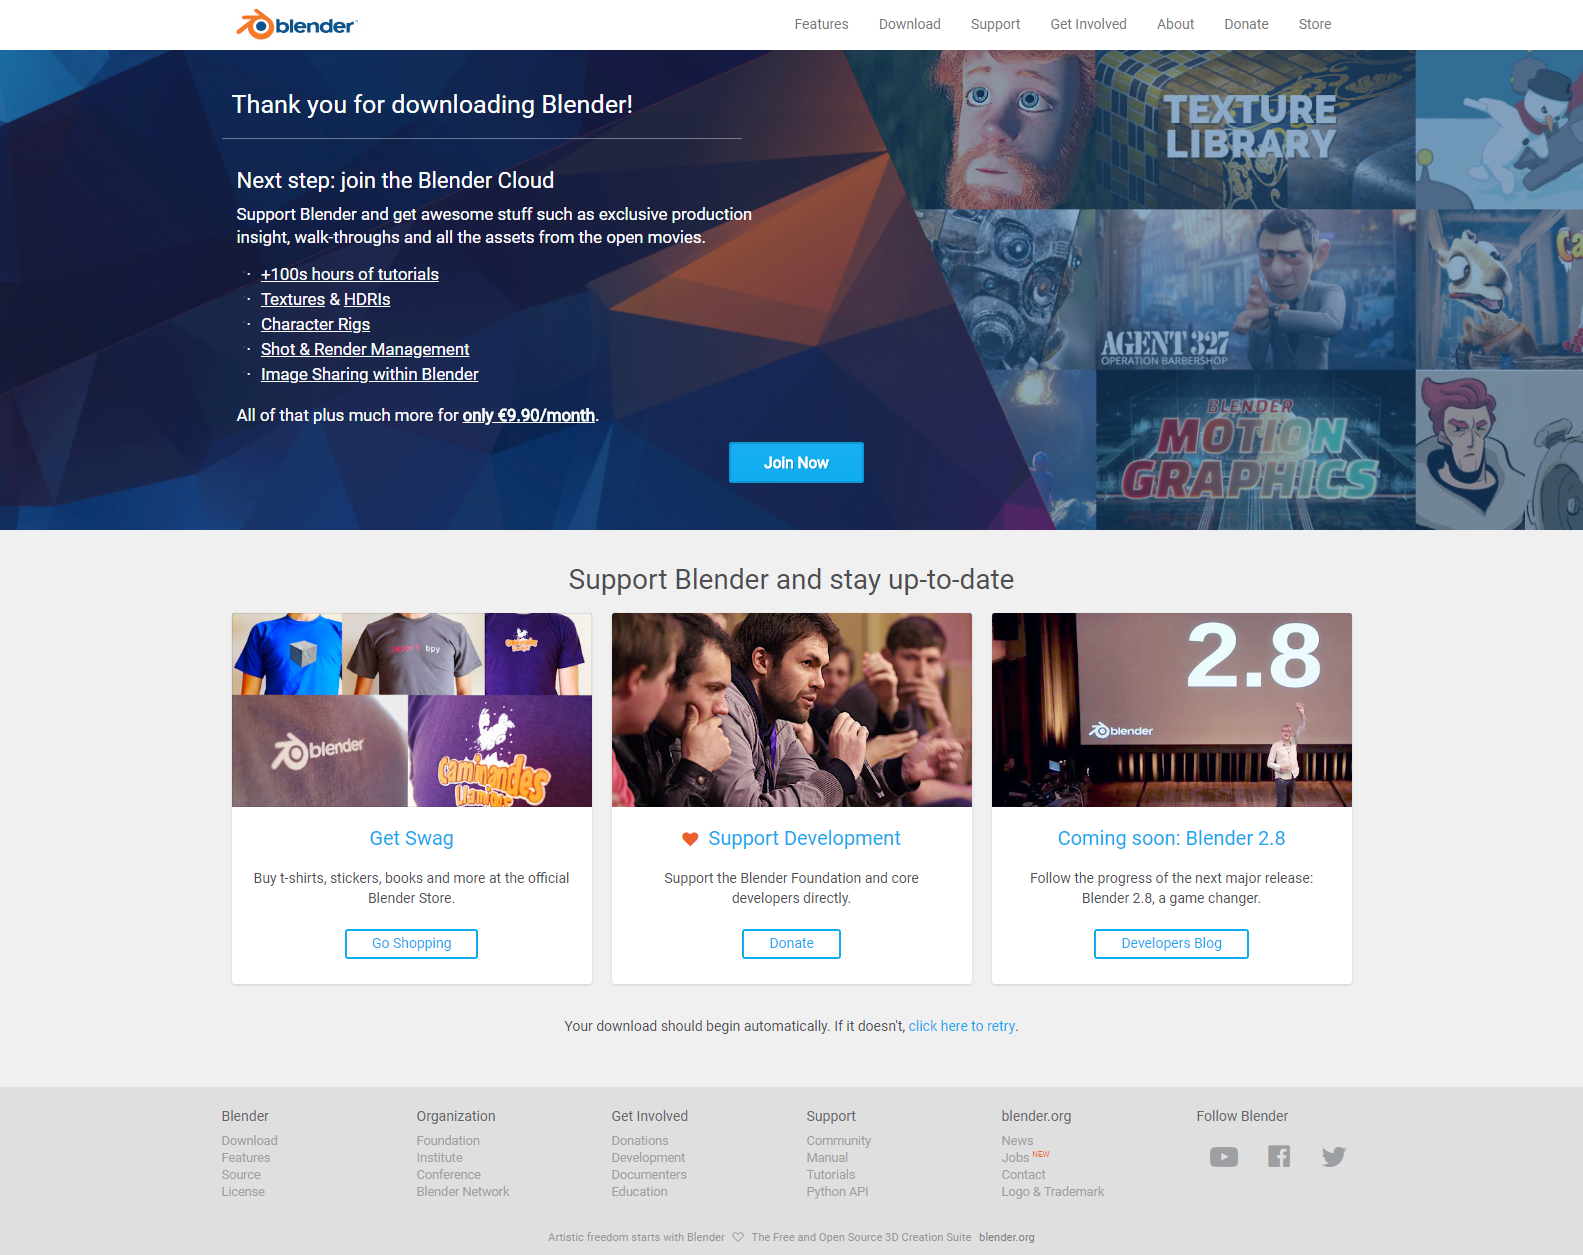 blender
Features Download Support Get Involved About Donate Store
Thank you for downloading Blender!
Next step: join the Blender Cloud
Support Blender and get awesome stuff such as exclusive production
insight, walk-throughs and all the assets from the open movies.
· +100s hours of tutorials
· Textures & HDRIs
· Character Rigs
· Shot & Render Management
· Image Sharing within Blender
All of that plus much more for only €9.90/month.
Join Now
TEXTURE
LIBRARY
AGENT 327
OPERATION BARBERSHOP
BLENDER
MOTION
GRAPHICS
Support Blender and stay up-to-date
import bpy
blender
Caminandes
Llamigos
2.8
blender
Get Swag
Buy t-shirts, stickers, books and more at the official
Blender Store.
Go Shopping
Support Development
Support the Blender Foundation and core
developers directly.
Donate
Coming soon: Blender 2.8
Follow the progress of the next major release:
Blender 2.8, a game changer.
Developers Blog
Your download should begin automatically. If it doesn't, click here to retry.
Blender
Download
Features
Source
License
Organization
Foundation
Institute
Conference
Blender Network
Get Involved
Donations
Development
Documenters
Education
Support
Community
Manual
Tutorials
Python API
blender.org
News
Jobs NEW
Contact
Logo & Trademark
Follow Blender
Artistic freedom starts with Blender ♡ The Free and Open Source 3D Creation Suite blender.org